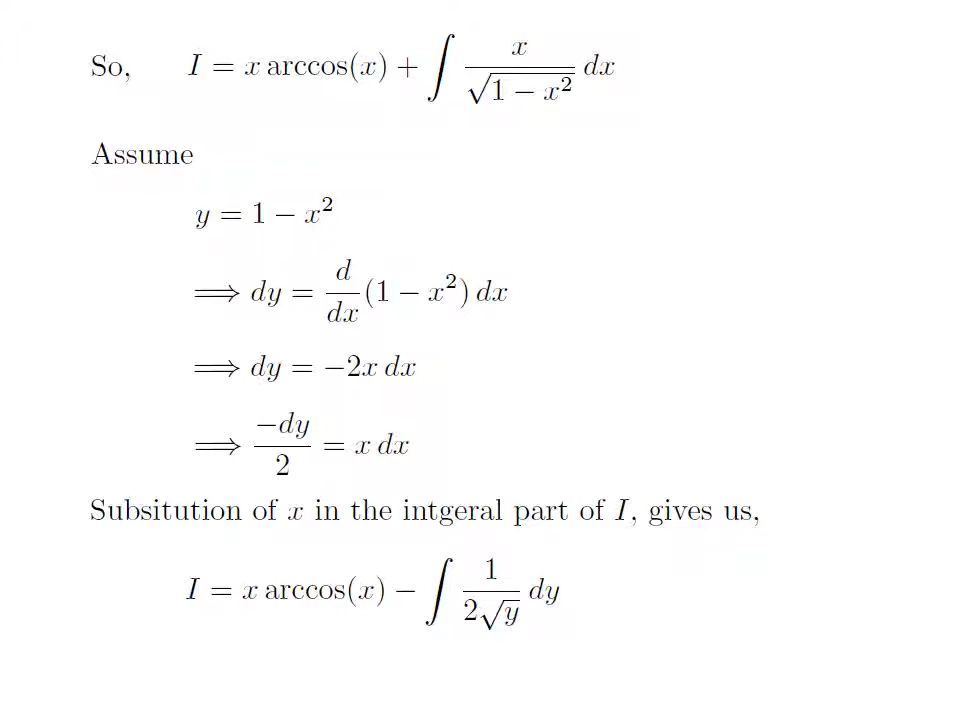 So, I = x arccos(x) + ∫ x/√(1 − x²) dx
Assume
y = 1 − x²
⟹ dy = d/dx (1 − x²) dx
⟹ dy = −2x dx
⟹ −dy/2 = x dx
Subsitution of x in the intgeral part of I, gives us,
I = x arccos(x) − ∫ 1/(2√y) dy